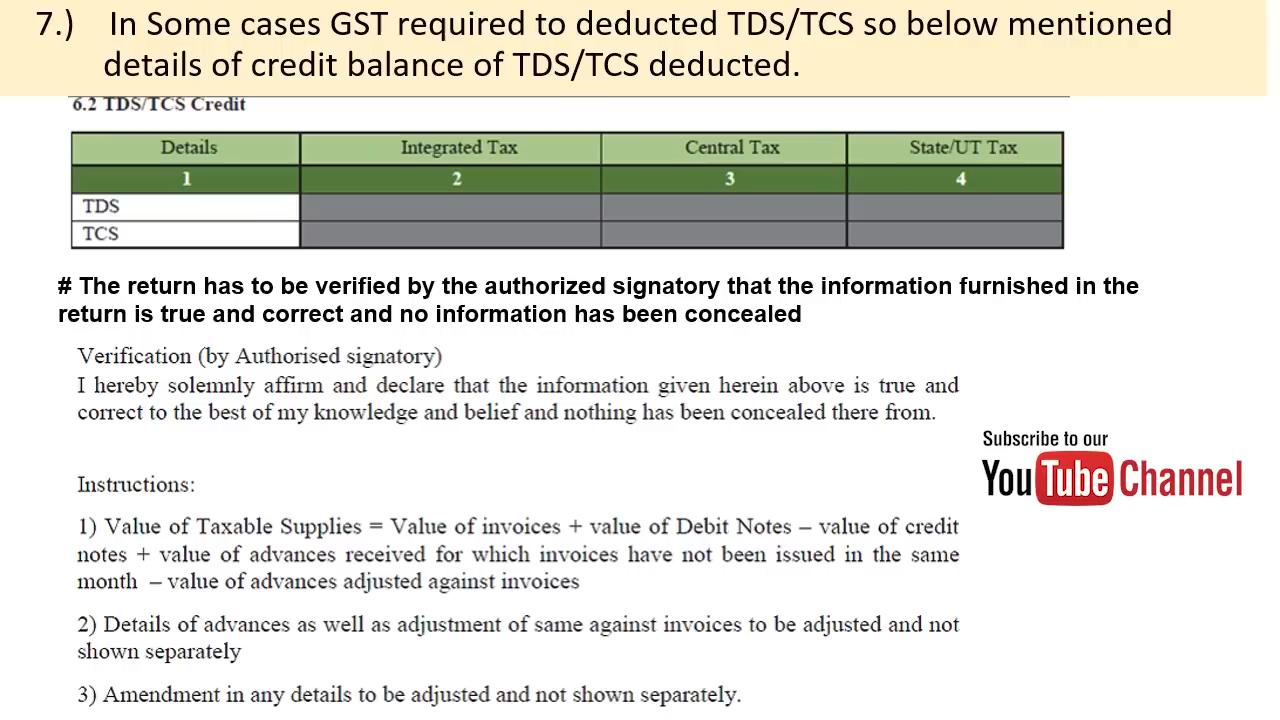 7.) In Some cases GST required to deducted TDS/TCS so below mentioned
details of credit balance of TDS/TCS deducted.
6.2 TDS/TCS Credit
Details Integrated Tax Central Tax State/UT Tax
1 2 3 4
TDS
TCS
# The return has to be verified by the authorized signatory that the information furnished in the
return is true and correct and no information has been concealed
Verification (by Authorised signatory)
I hereby solemnly affirm and declare that the information given herein above is true and
correct to the best of my knowledge and belief and nothing has been concealed there from.
Subscribe to our
YouTube Channel
Instructions:
1) Value of Taxable Supplies = Value of invoices + value of Debit Notes – value of credit
notes + value of advances received for which invoices have not been issued in the same
month – value of advances adjusted against invoices
2) Details of advances as well as adjustment of same against invoices to be adjusted and not
shown separately
3) Amendment in any details to be adjusted and not shown separately.